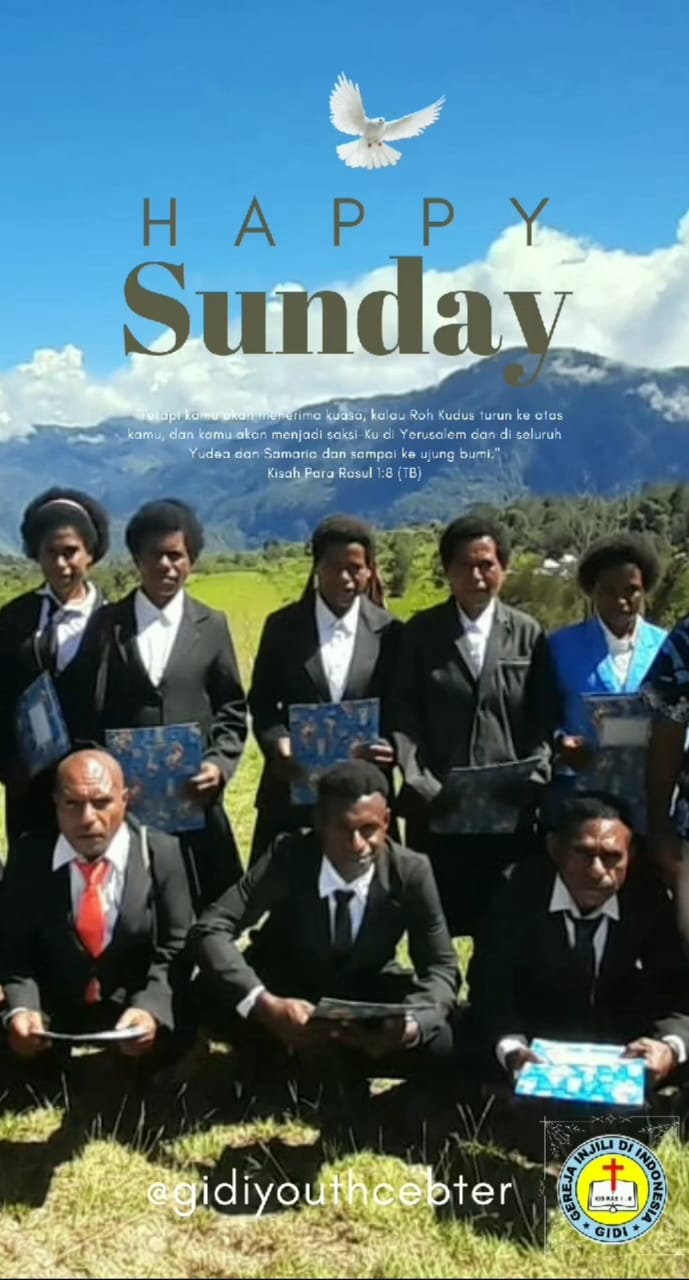 HAPPY
Sunday
"Tetapi kamu akan menerima kuasa, kalau Roh Kudus turun ke atas
kamu, dan kamu akan menjadi saksi-Ku di Yerusalem dan di seluruh
Yudea dan Samaria dan sampai ke ujung bumi."
Kisah Para Rasul 1:8 (TB)
@gidiyouthcebter
GEREJA INJILI DI INDONESIA
GIDI